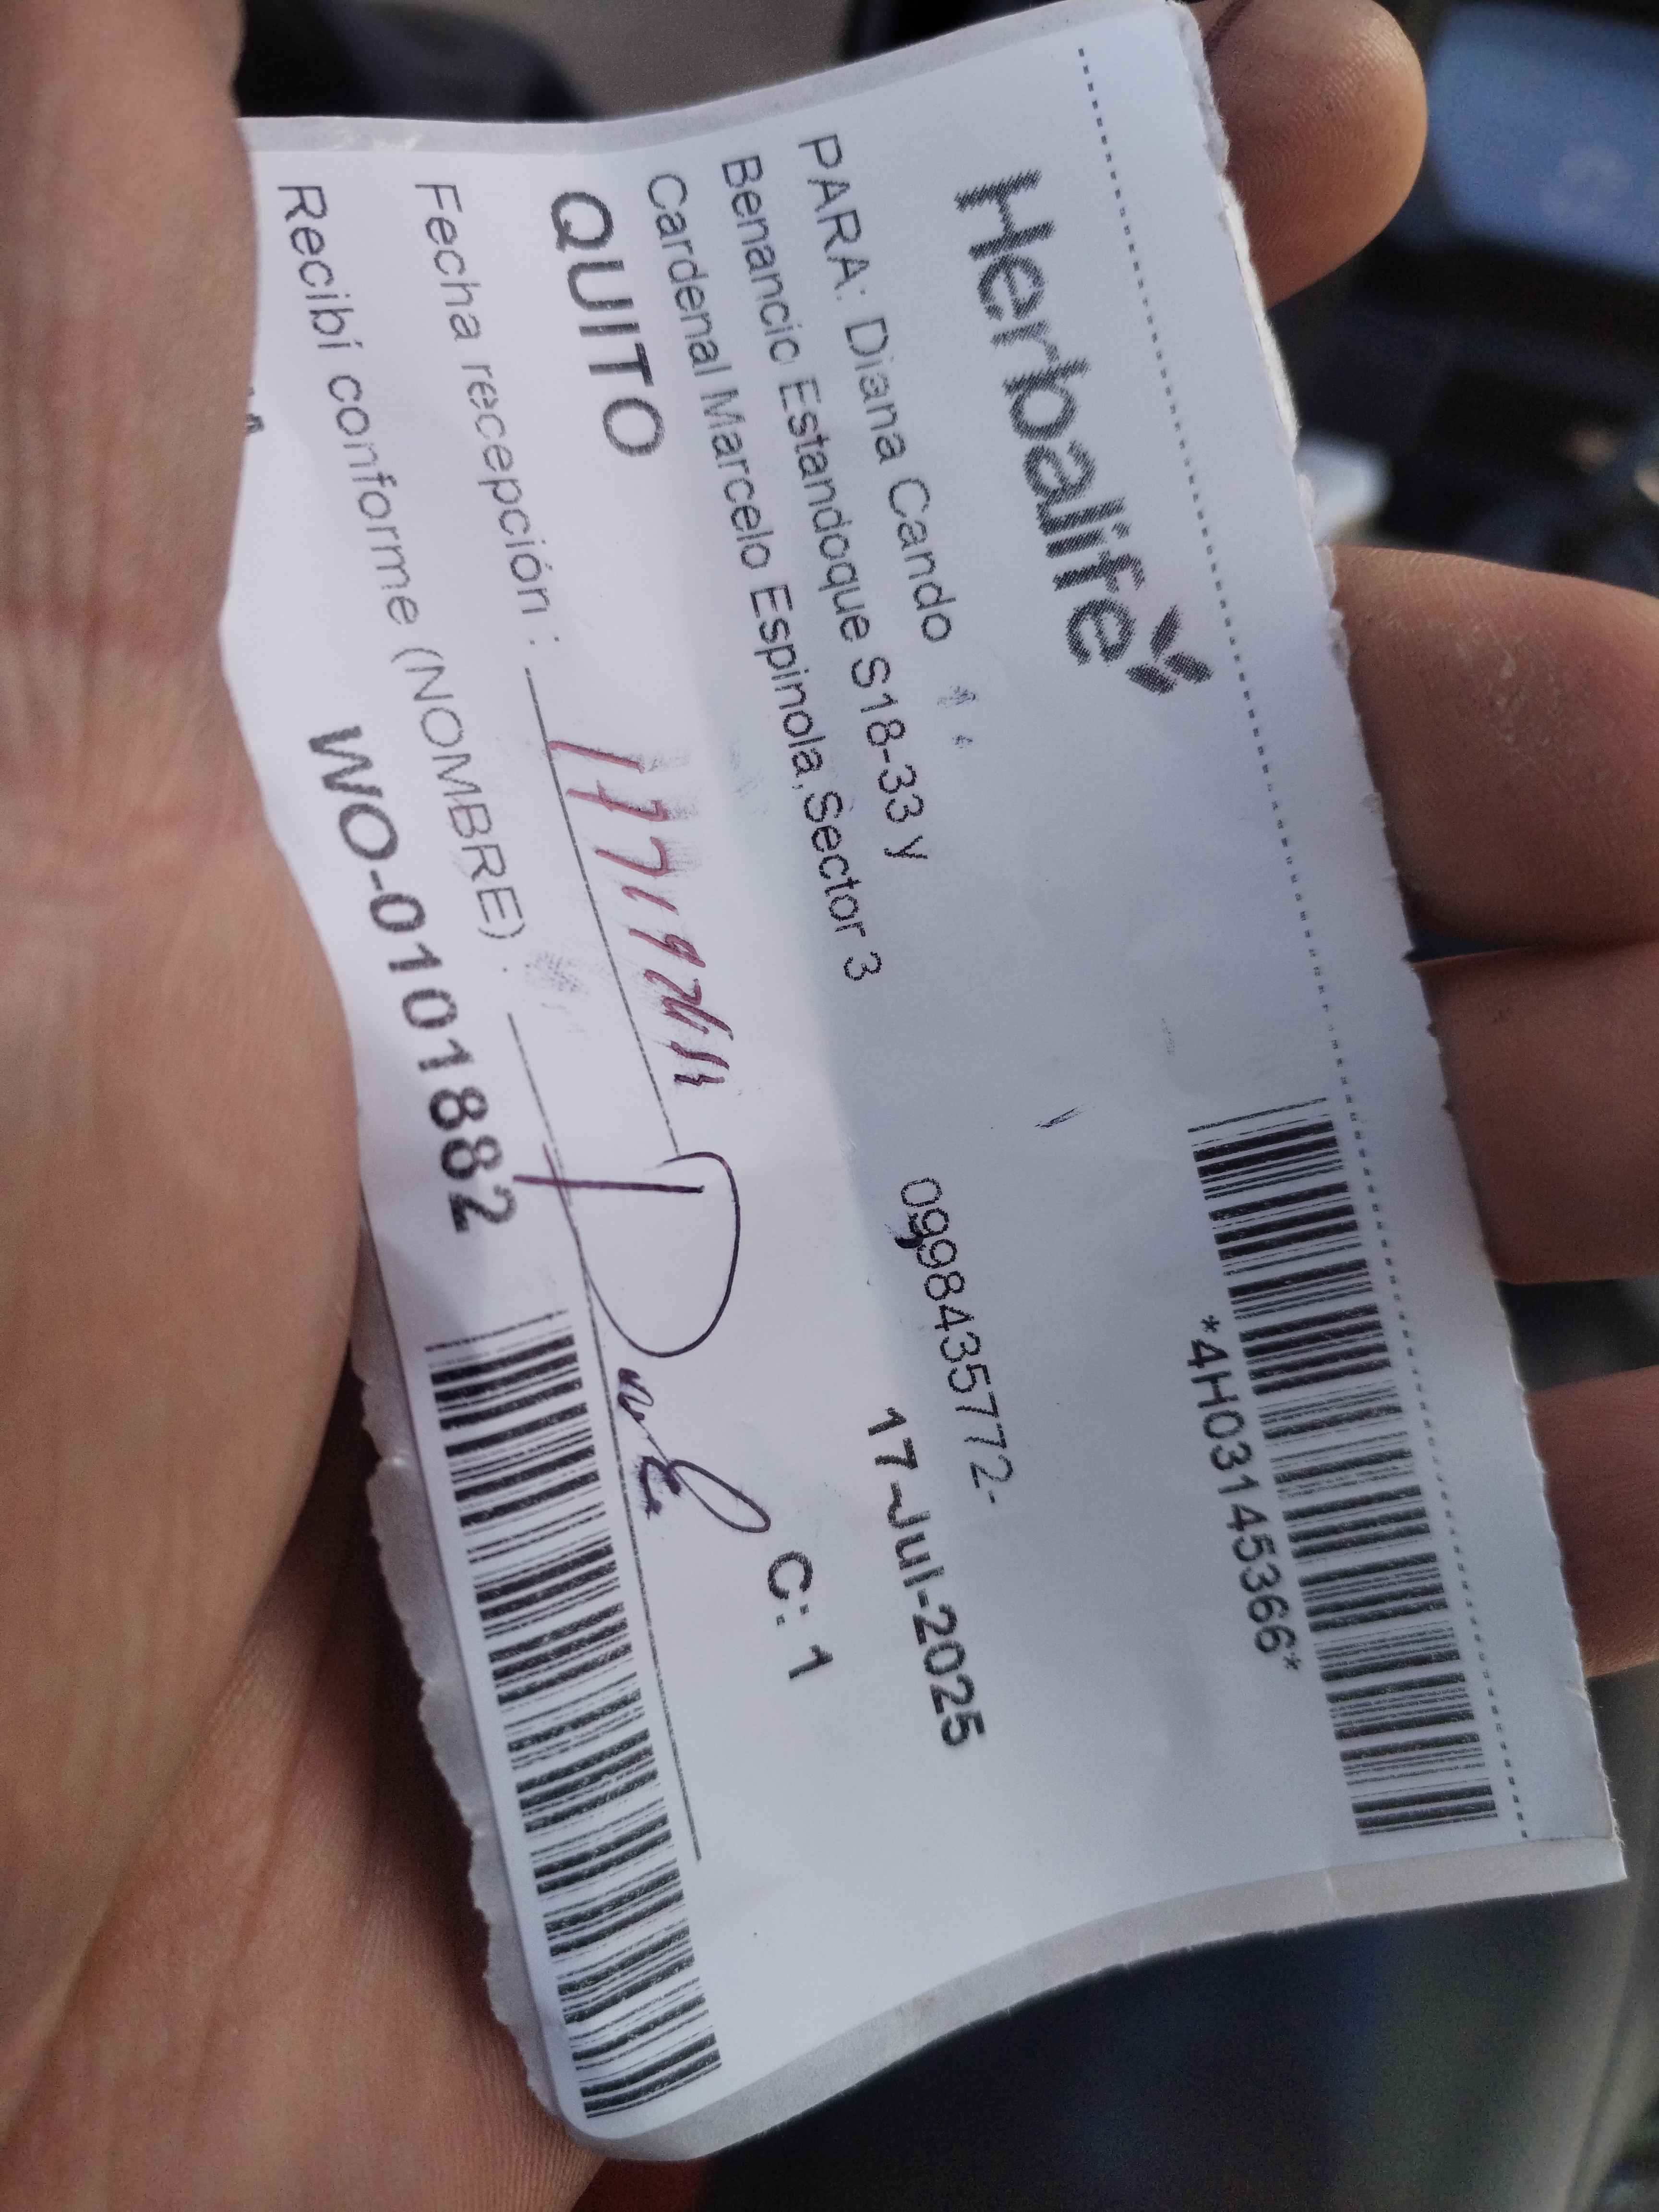 Herbalife
*4H03145366*
PARA: Diana Cando
0998435572-
Benancio Estandoque S18-33 y
Cardenal Marcelo Espinola,Sector 3
17-Jul-2025
QUITO
C: 1
Fecha recepción :
Recibí conforme (NOMBRE) :
WO-0101882